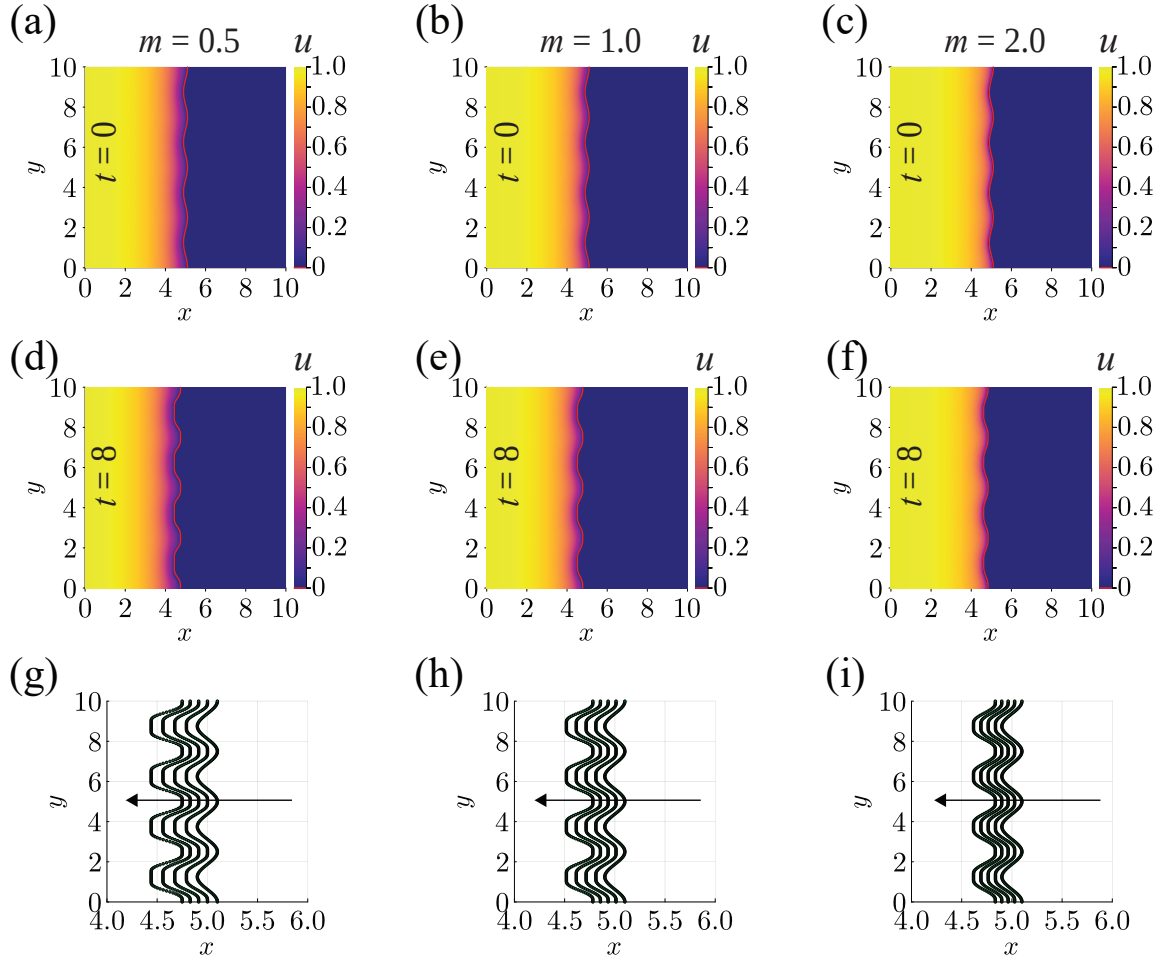 (a) (b) (c)
m = 0.5 u m = 1.0 u m = 2.0 u
10 1.0 10 1.0 10 1.0
8 0.8 8 0.8 8 0.8
6 0.6 6 0.6 6 0.6
y t = 0 y t = 0 y t = 0
4 0.4 4 0.4 4 0.4
2 0.2 2 0.2 2 0.2
0 0 0 0 0 0
0 2 4 6 8 10 0 2 4 6 8 10 0 2 4 6 8 10
x x x
(d) (e) (f)
u u u
10 1.0 10 1.0 10 1.0
8 0.8 8 0.8 8 0.8
6 0.6 6 0.6 6 0.6
y t = 8 y t = 8 y t = 8
4 0.4 4 0.4 4 0.4
2 0.2 2 0.2 2 0.2
0 0 0 0 0 0
0 2 4 6 8 10 0 2 4 6 8 10 0 2 4 6 8 10
x x x
(g) (h) (i)
10 10 10
8 8 8
6 6 6
y y y
4 4 4
2 2 2
0 0 0
4.0 4.5 5.0 5.5 6.0 4.0 4.5 5.0 5.5 6.0 4.0 4.5 5.0 5.5 6.0
x x x